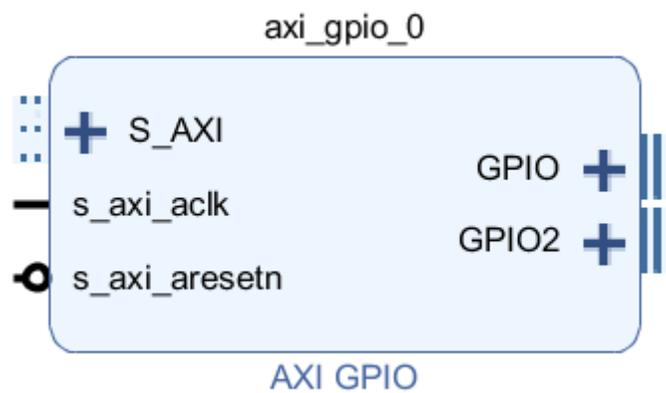 axi_gpio_0
S_AXI
s_axi_aclk
s_axi_aresetn
GPIO
GPIO2
AXI GPIO